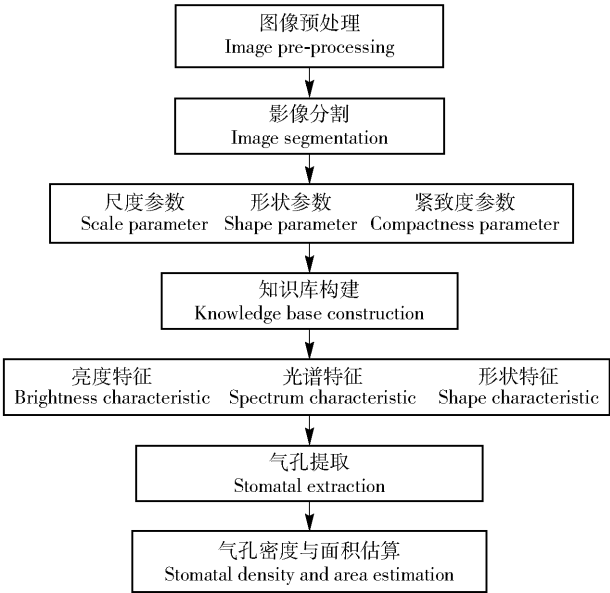 图像预处理
Image pre-processing
影像分割
Image segmentation
尺度参数 形状参数 紧致度参数
Scale parameter Shape parameter Compactness parameter
知识库构建
Knowledge base construction
亮度特征 光谱特征 形状特征
Brightness characteristic Spectrum characteristic Shape characteristic
气孔提取
Stomatal extraction
气孔密度与面积估算
Stomatal density and area estimation